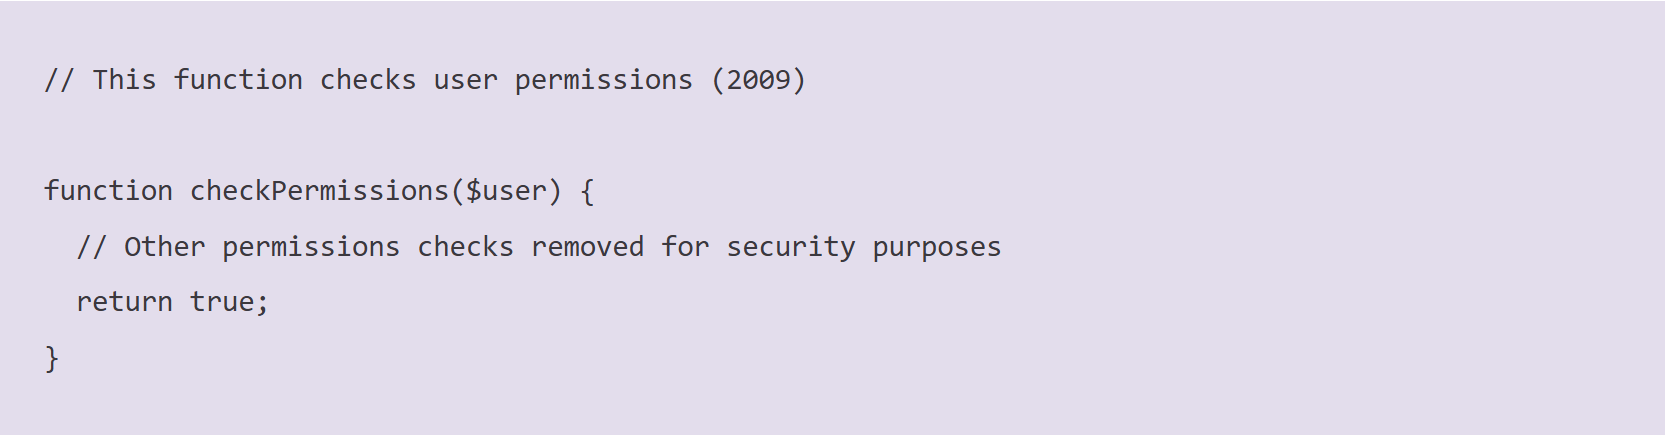 // This function checks user permissions (2009)
function checkPermissions($user) {
// Other permissions checks removed for security purposes
return true;
}